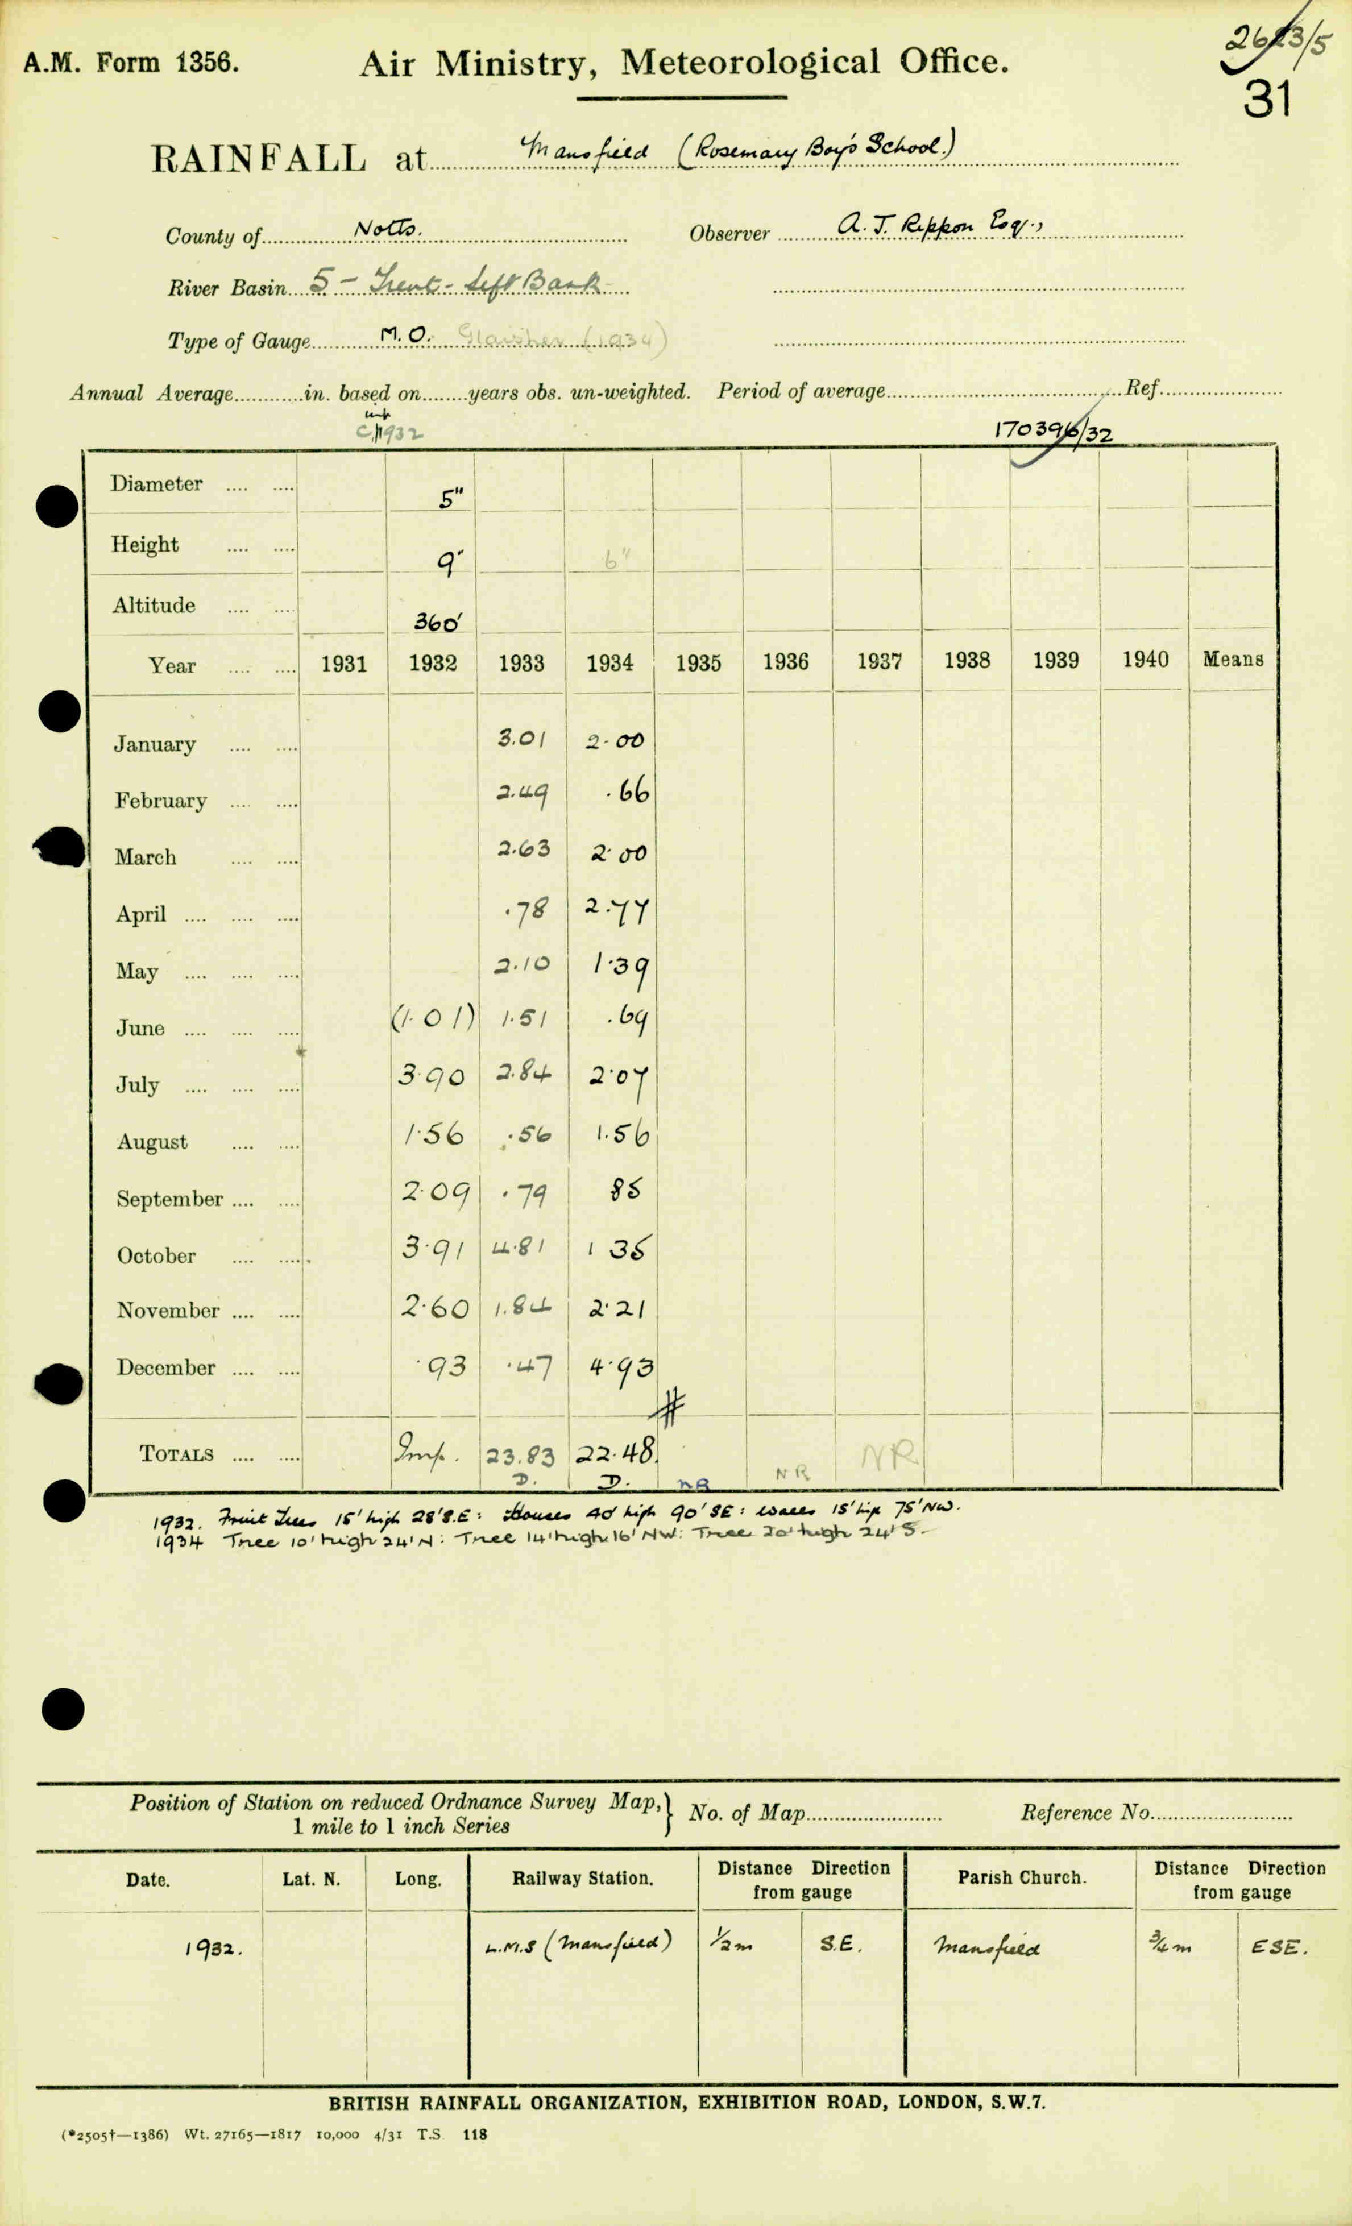 A.M. Form 1356. Air Ministry, Meteorological Office. 2613/5
31
RAINFALL at Mansfield (Rosemary Boy's School.)
County of Notts. Observer A. J. Rippon Esq.,
River Basin 5 - Trent - Left Bank
Type of Gauge M.O. Glaisher (1934)
Annual Average in. based on years obs. un-weighted. Period of average Ref.
1932 170396/32
Diameter 5"
Height 9" 6"
Altitude 360'
Year 1931 1932 1933 1934 1935 1936 1937 1938 1939 1940 Means
January 3.01 2.00
February 2.49 .66
March 2.63 2.00
April .78 2.77
May 2.10 1.39
June (1.01) 1.51 .69
July 3.90 2.84 2.07
August 1.56 .56 1.56
September 2.09 .79 85
October 3.91 4.81 1 35
November 2.60 1.84 2.21
December .93 .47 4.93
#
TOTALS Imp. 23.83 22.48 NR
D. D. NR NR
1932. Fruit Trees 15' high 28' S.E: Houses 40' high 90' SE: walls 15' high 75' NW.
1934 Tree 10' high 24' N: Tree 14' high 16' NW: Tree 20' high 24' S.
Position of Station on reduced Ordnance Survey Map, 1 mile to 1 inch Series } No. of Map Reference No.
Date. Lat. N. Long. Railway Station. Distance Direction from gauge Parish Church. Distance Direction from gauge
1932. L.M.S (Mansfield) ½ m S.E. Mansfield ¾ m ESE.
BRITISH RAINFALL ORGANIZATION, EXHIBITION ROAD, LONDON, S.W.7.
(*2505†—1386) Wt. 27165—1817 10,000 4/31 T.S. 118